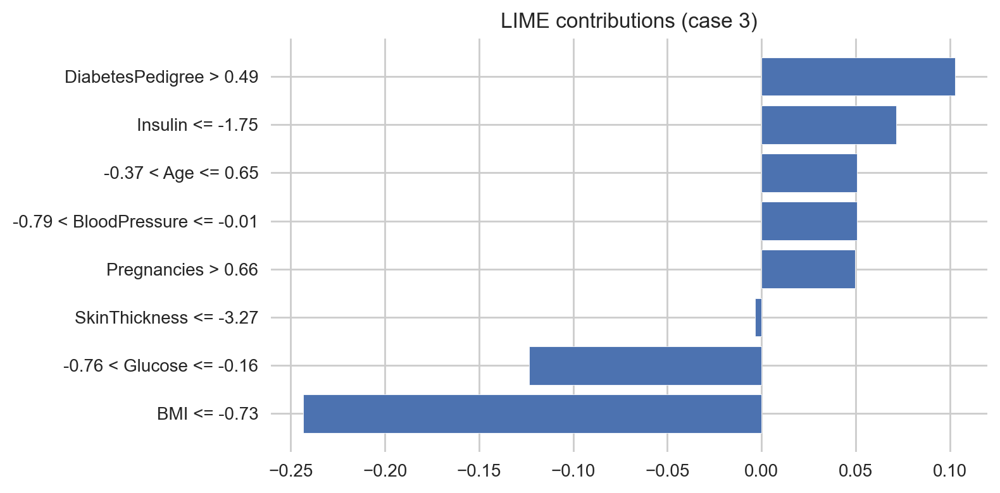 LIME contributions (case 3)
DiabetesPedigree > 0.49
Insulin <= -1.75
-0.37 < Age <= 0.65
-0.79 < BloodPressure <= -0.01
Pregnancies > 0.66
SkinThickness <= -3.27
-0.76 < Glucose <= -0.16
BMI <= -0.73
−0.25 −0.20 −0.15 −0.10 −0.05 0.00 0.05 0.10